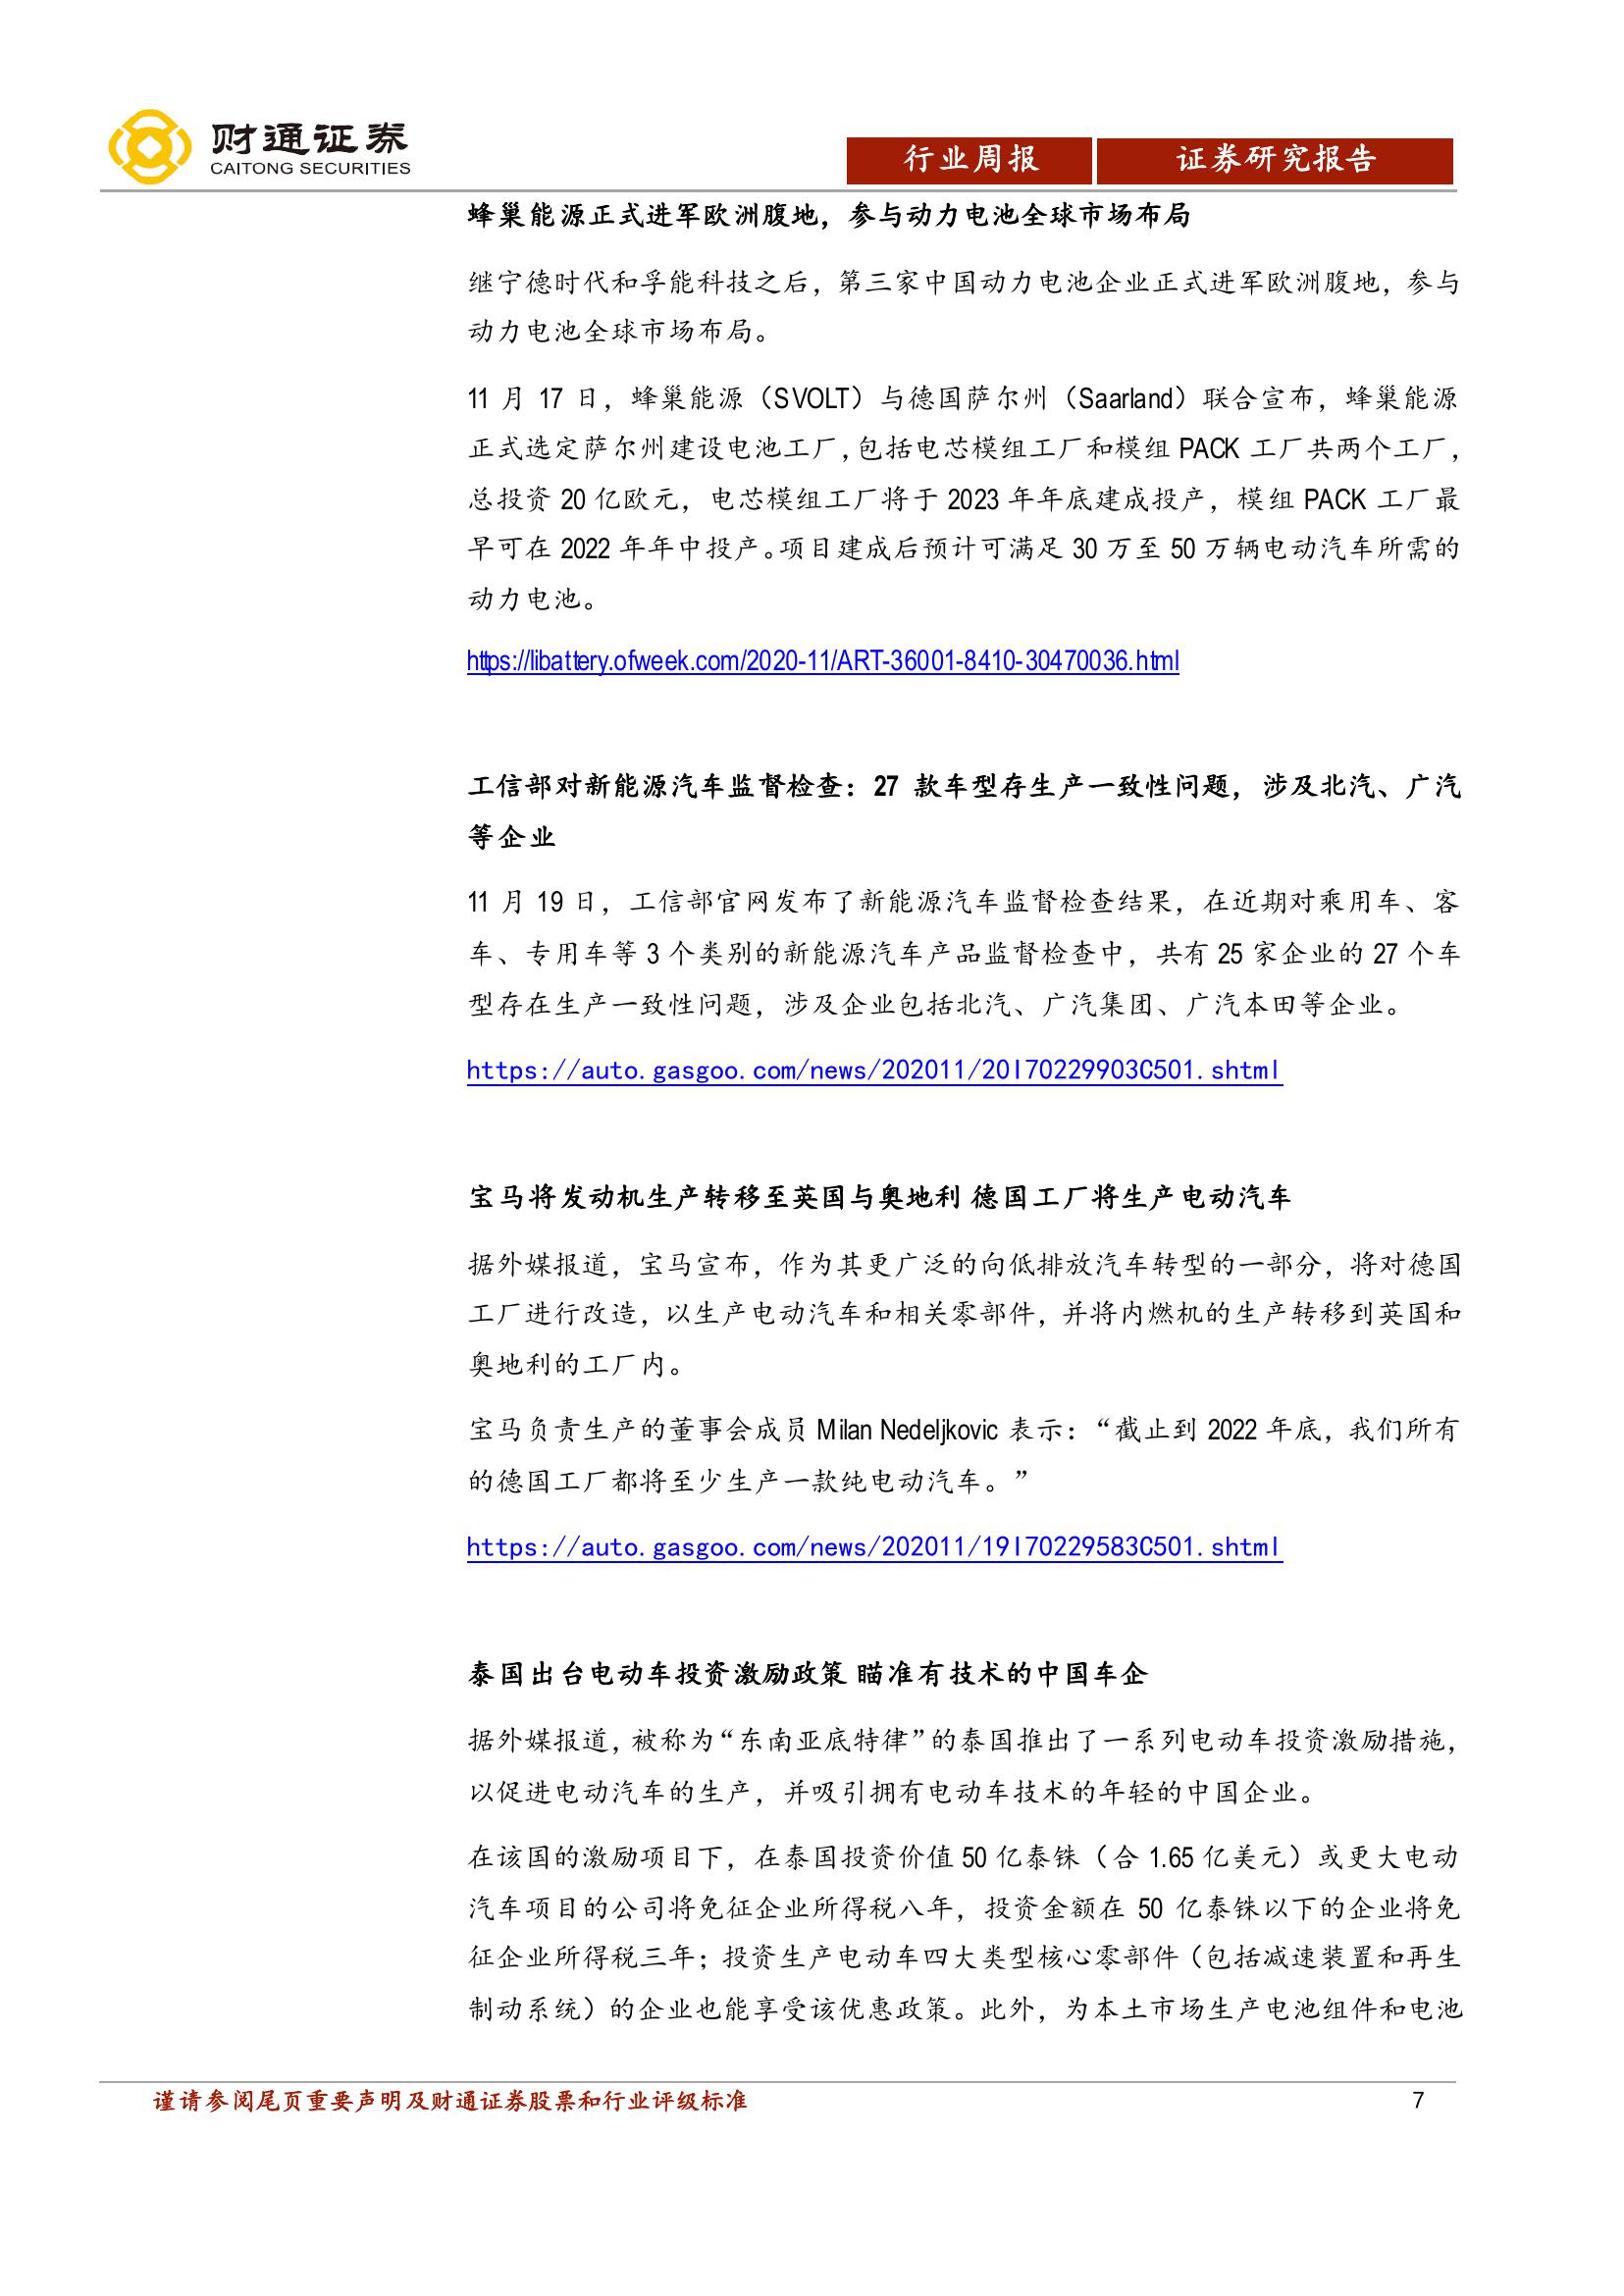 财通证券
CAITONG SECURITIES
行业周报
证券研究报告
蜂巢能源正式进军欧洲腹地，参与动力电池全球市场布局
继宁德时代和孚能科技之后，第三家中国动力电池企业正式进军欧洲腹地，参与
动力电池全球市场布局。
11 月 17 日，蜂巢能源（SVOLT）与德国萨尔州（Saarland）联合宣布，蜂巢能源
正式选定萨尔州建设电池工厂，包括电芯模组工厂和模组 PACK 工厂共两个工厂，
总投资 20 亿欧元，电芯模组工厂将于 2023 年年底建成投产，模组 PACK 工厂最
早可在 2022 年年中投产。项目建成后预计可满足 30 万至 50 万辆电动汽车所需的
动力电池。
https://libattery.ofweek.com/2020-11/ART-36001-8410-30470036.html
工信部对新能源汽车监督检查：27 款车型存生产一致性问题，涉及北汽、广汽
等企业
11 月 19 日，工信部官网发布了新能源汽车监督检查结果，在近期对乘用车、客
车、专用车等 3 个类别的新能源汽车产品监督检查中，共有 25 家企业的 27 个车
型存在生产一致性问题，涉及企业包括北汽、广汽集团、广汽本田等企业。
https://auto.gasgoo.com/news/202011/20I70229903C501.shtml
宝马将发动机生产转移至英国与奥地利 德国工厂将生产电动汽车
据外媒报道，宝马宣布，作为其更广泛的向低排放汽车转型的一部分，将对德国
工厂进行改造，以生产电动汽车和相关零部件，并将内燃机的生产转移到英国和
奥地利的工厂内。
宝马负责生产的董事会成员 Milan Nedeljkovic 表示：“截止到 2022 年底，我们所有
的德国工厂都将至少生产一款纯电动汽车。”
https://auto.gasgoo.com/news/202011/19I70229583C501.shtml
泰国出台电动车投资激励政策 瞄准有技术的中国车企
据外媒报道，被称为“东南亚底特律”的泰国推出了一系列电动车投资激励措施，
以促进电动汽车的生产，并吸引拥有电动车技术的年轻的中国企业。
在该国的激励项目下，在泰国投资价值 50 亿泰铢（合 1.65 亿美元）或更大电动
汽车项目的公司将免征企业所得税八年，投资金额在 50 亿泰铢以下的企业将免
征企业所得税三年；投资生产电动车四大类型核心零部件（包括减速装置和再生
制动系统）的企业也能享受该优惠政策。此外，为本土市场生产电池组件和电池
谨请参阅尾页重要声明及财通证券股票和行业评级标准
7